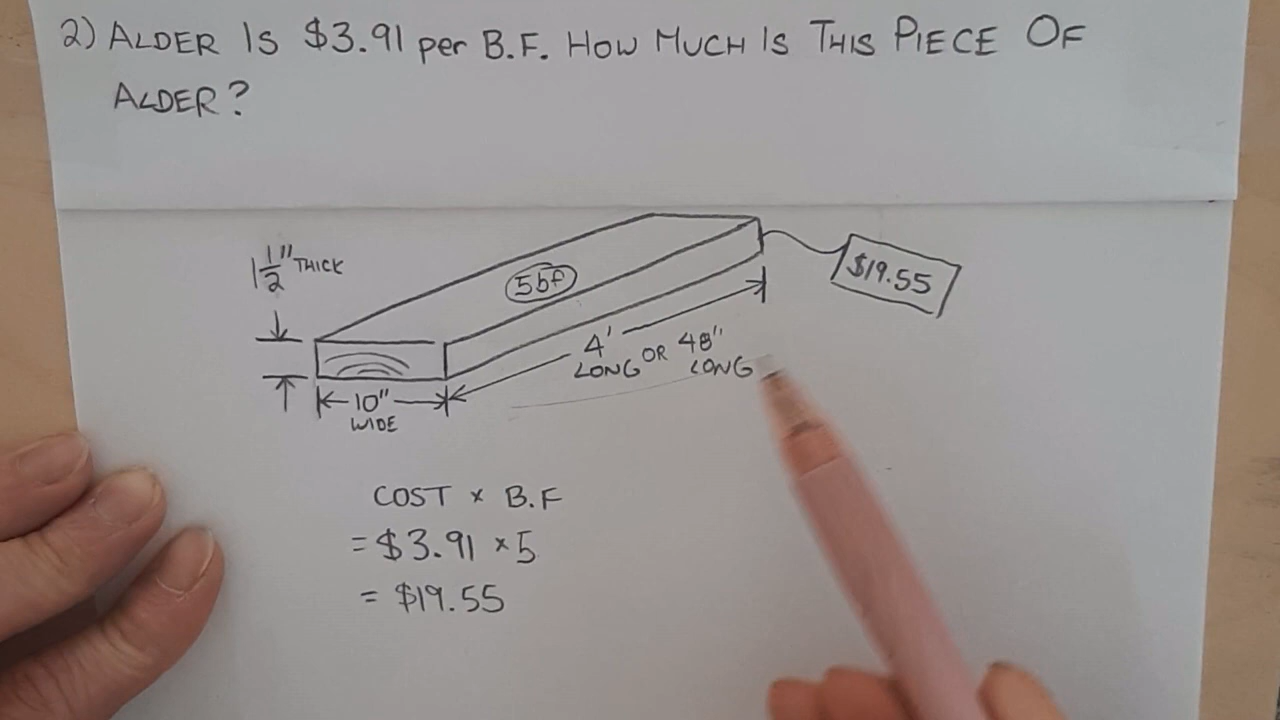 2) ALDER IS $3.91 per B.F. HOW MUCH IS THIS PIECE OF
ALDER?
1 1/2" THICK
5bf
$19.55
4' LONG OR 48" LONG
10" WIDE
COST × B.F
= $3.91 × 5
= $19.55